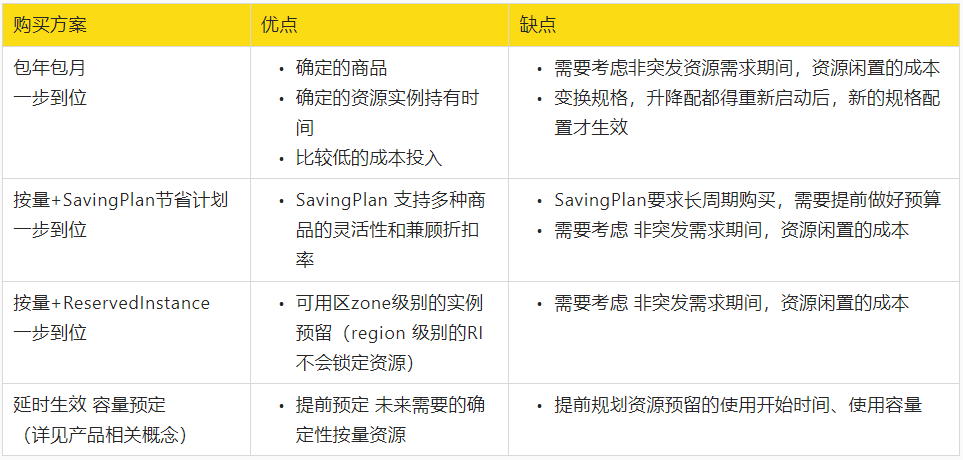 购买方案 优点 缺点
包年包月
一步到位
• 确定的商品
• 确定的资源实例持有时
间
• 比较低的成本投入
• 需要考虑非突发资源需求期间，资源闲置的成本
• 变换规格，升降配都得重新启动后，新的规格配
置才生效
按量+SavingPlan节省计划
一步到位
• SavingPlan 支持多种商
品的灵活性和兼顾折扣
率
• SavingPlan要求长周期购买，需要提前做好预算
• 需要考虑 非突发需求期间，资源闲置的成本
按量+ReservedInstance
一步到位
• 可用区zone级别的实例
预留（region 级别的RI
不会锁定资源）
• 需要考虑 非突发需求期间，资源闲置的成本
延时生效 容量预定
（详见产品相关概念）
• 提前预定 未来需要的确
定性按量资源
• 提前规划资源预留的使用开始时间、使用容量